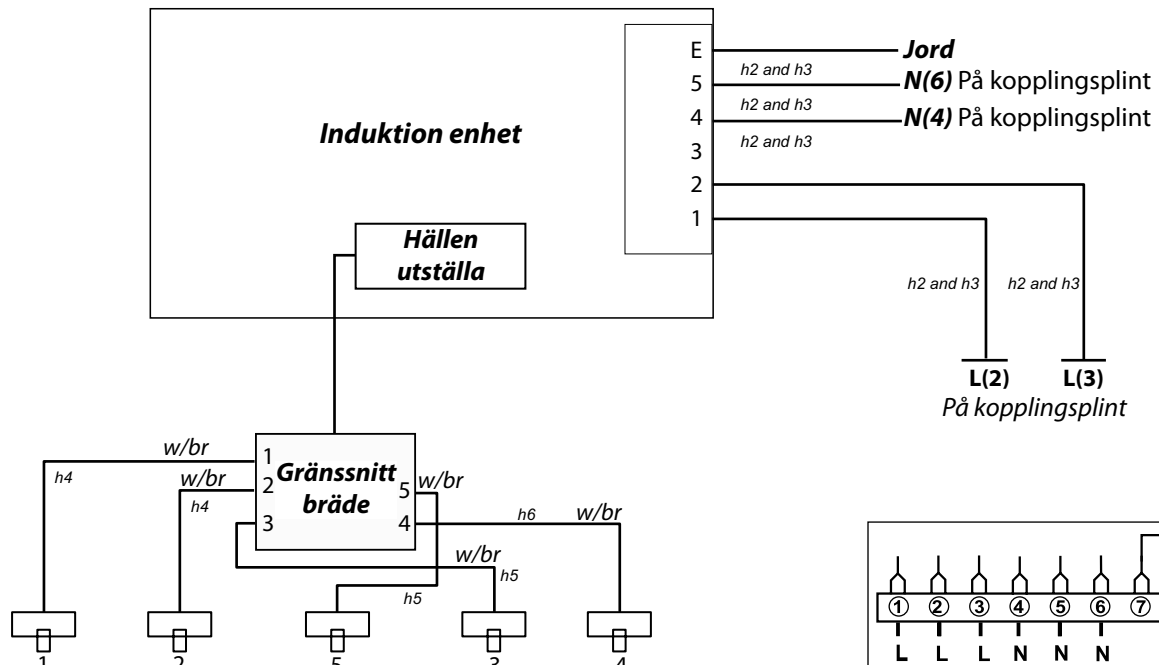 E
Jord
h2 and h3
5
N(6) På kopplingsplint
h2 and h3
4
N(4) På kopplingsplint
h2 and h3
3
Induktion enhet
2
1
Hällen
utställa
h2 and h3
h2 and h3
L(2)
L(3)
På kopplingsplint
w/br
h4
1
w/br
h4
2
Gränssnitt
bräde
5
w/br
3
4
h6
w/br
w/br
h5
h5
1
2
5
3
4
1 2 3 4 5 6 7
L L L N N N